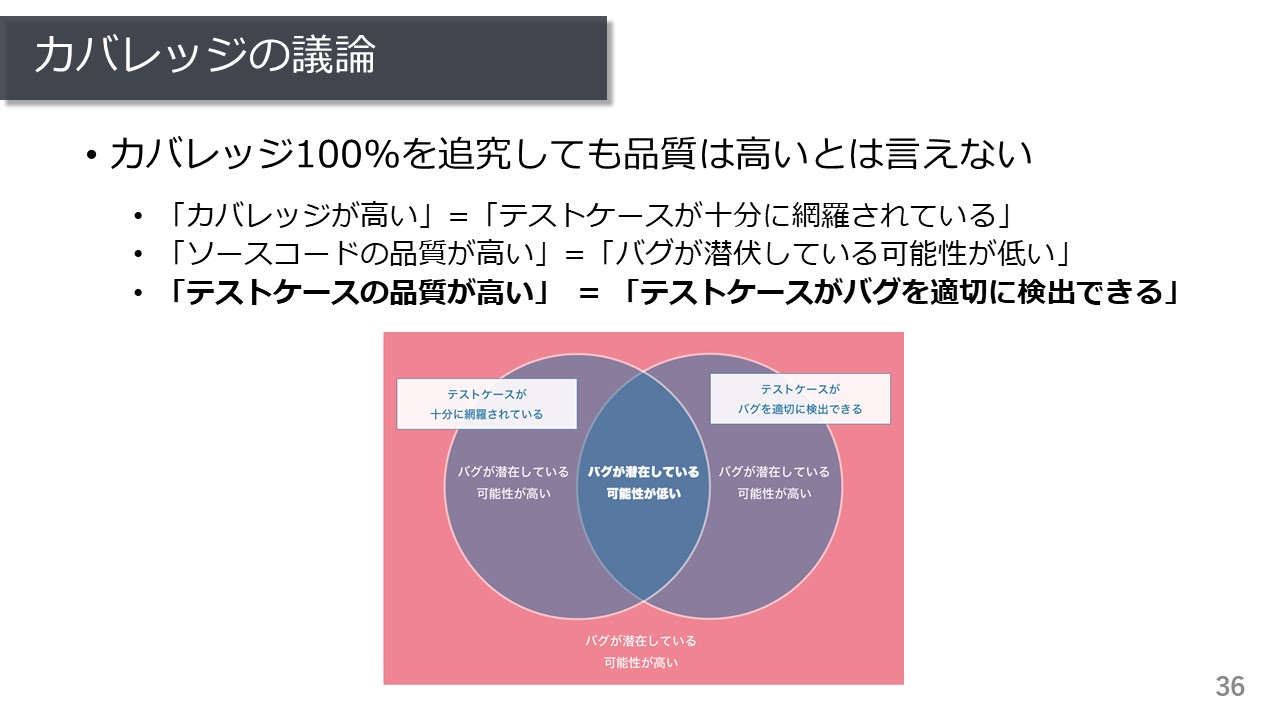 カバレッジの議論
• カバレッジ100%を追究しても品質は高いとは言えない
• 「カバレッジが高い」=「テストケースが十分に網羅されている」
• 「ソースコードの品質が高い」=「バグが潜伏している可能性が低い」
• 「テストケースの品質が高い」 = 「テストケースがバグを適切に検出できる」
テストケースが
十分に網羅されている
テストケースが
バグを適切に検出できる
バグが潜在している
可能性が高い
バグが潜在している
可能性が低い
バグが潜在している
可能性が高い
バグが潜在している
可能性が高い
36